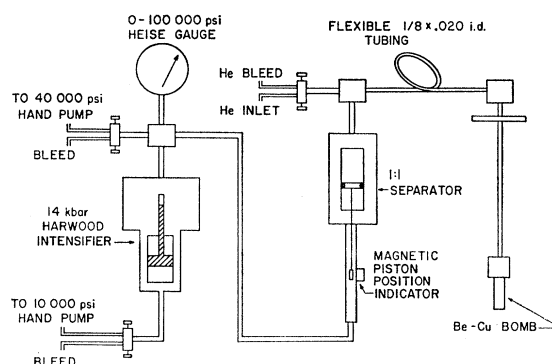 0-100 000 psi
HEISE GAUGE
FLEXIBLE 1/8 x .020 i.d.
TUBING
He BLEED
He INLET
TO 40 000 psi
HAND PUMP
BLEED
1:1
SEPARATOR
14 kbar
HARWOOD
INTENSIFIER
MAGNETIC
PISTON
POSITION
INDICATOR
TO 10 000 psi
HAND PUMP
BLEED
Be-Cu BOMB